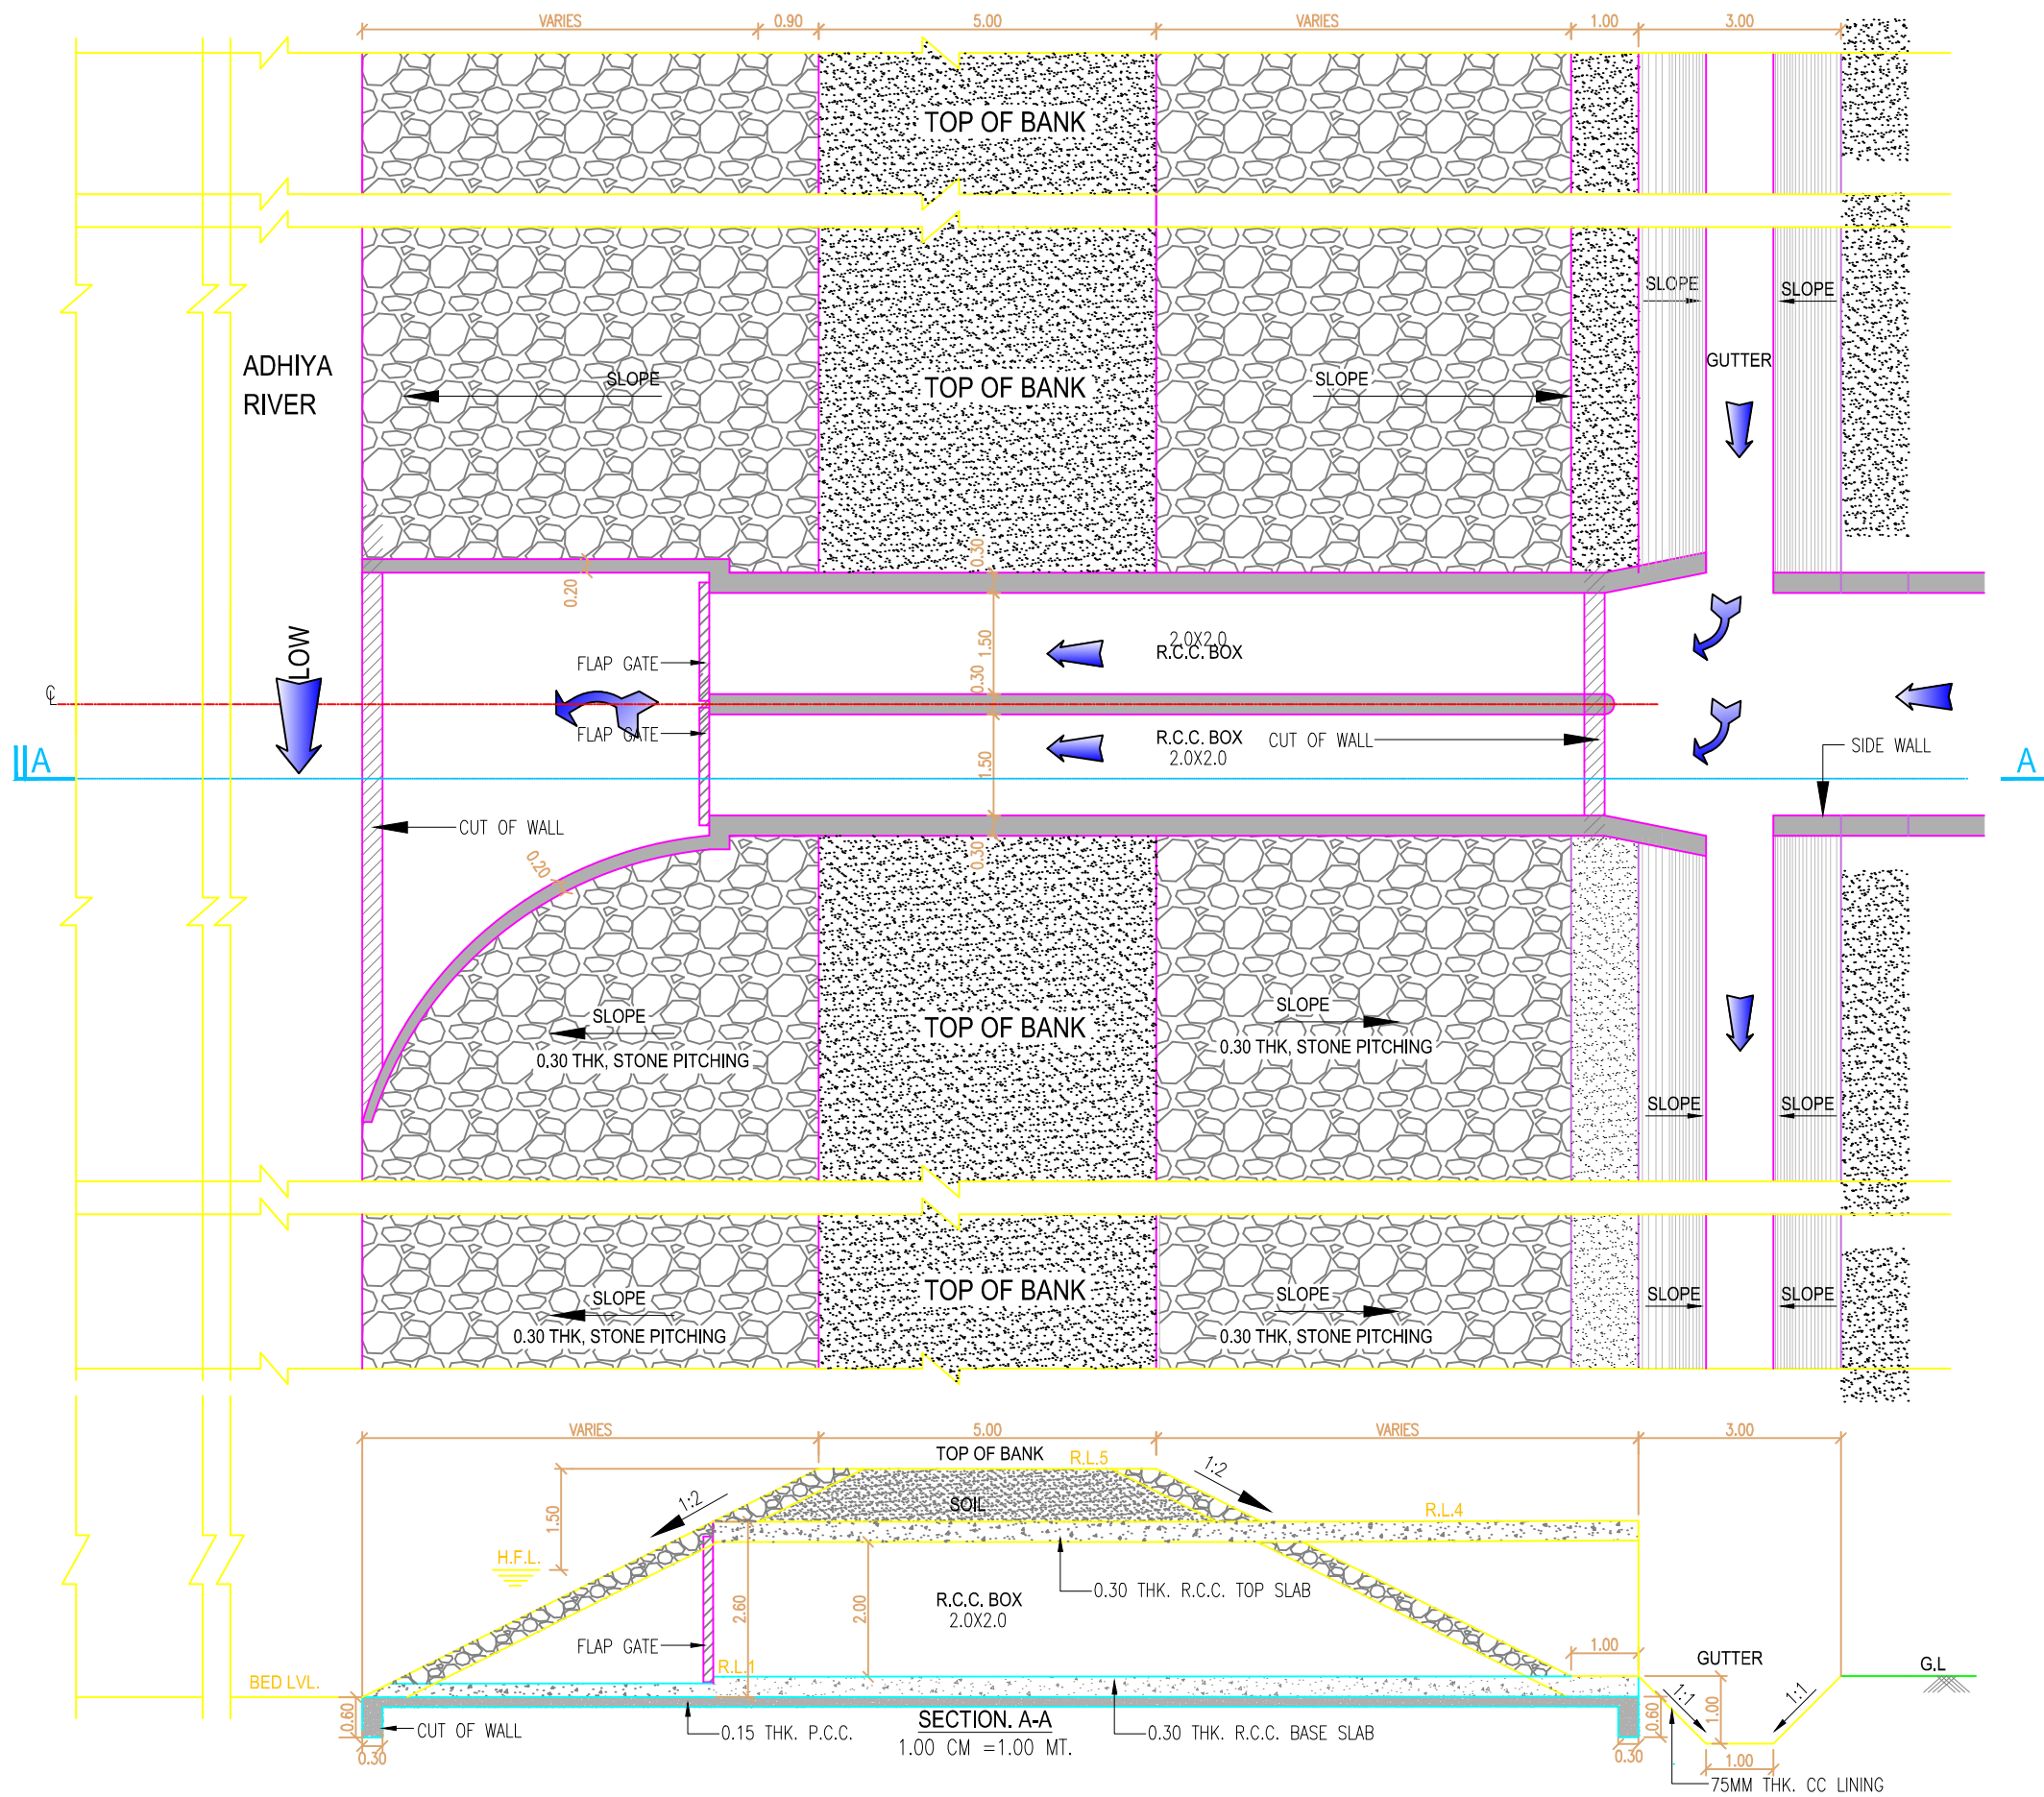 VARIES
0.90
5.00
VARIES
1.00
3.00
TOP OF BANK
SLOPE
SLOPE
ADHIYA
RIVER
SLOPE
TOP OF BANK
SLOPE
GUTTER
0.30
0.20
LOW
FLAP GATE
1.50
2.0X2.0
R.C.C. BOX
0.30
℄
FLAP GATE
R.C.C. BOX
2.0X2.0
CUT OF WALL
SIDE WALL
1.50
A
A
CUT OF WALL
0.20
0.30
SLOPE
0.30 THK, STONE PITCHING
TOP OF BANK
SLOPE
0.30 THK, STONE PITCHING
SLOPE
SLOPE
SLOPE
0.30 THK, STONE PITCHING
TOP OF BANK
SLOPE
0.30 THK, STONE PITCHING
SLOPE
SLOPE
VARIES
5.00
VARIES
3.00
TOP OF BANK
R.L.5
1:2
1:2
1.50
SOIL
R.L.4
H.F.L.
0.30 THK. R.C.C. TOP SLAB
2.60
2.00
R.C.C. BOX
2.0X2.0
FLAP GATE
R.L.1
1.00
GUTTER
G.L
BED LVL.
1:1
1:1
0.60
CUT OF WALL
0.15 THK. P.C.C.
SECTION. A-A
1.00 CM =1.00 MT.
0.30 THK. R.C.C. BASE SLAB
0.60
1.00
0.30
0.30
1.00
75MM THK. CC LINING